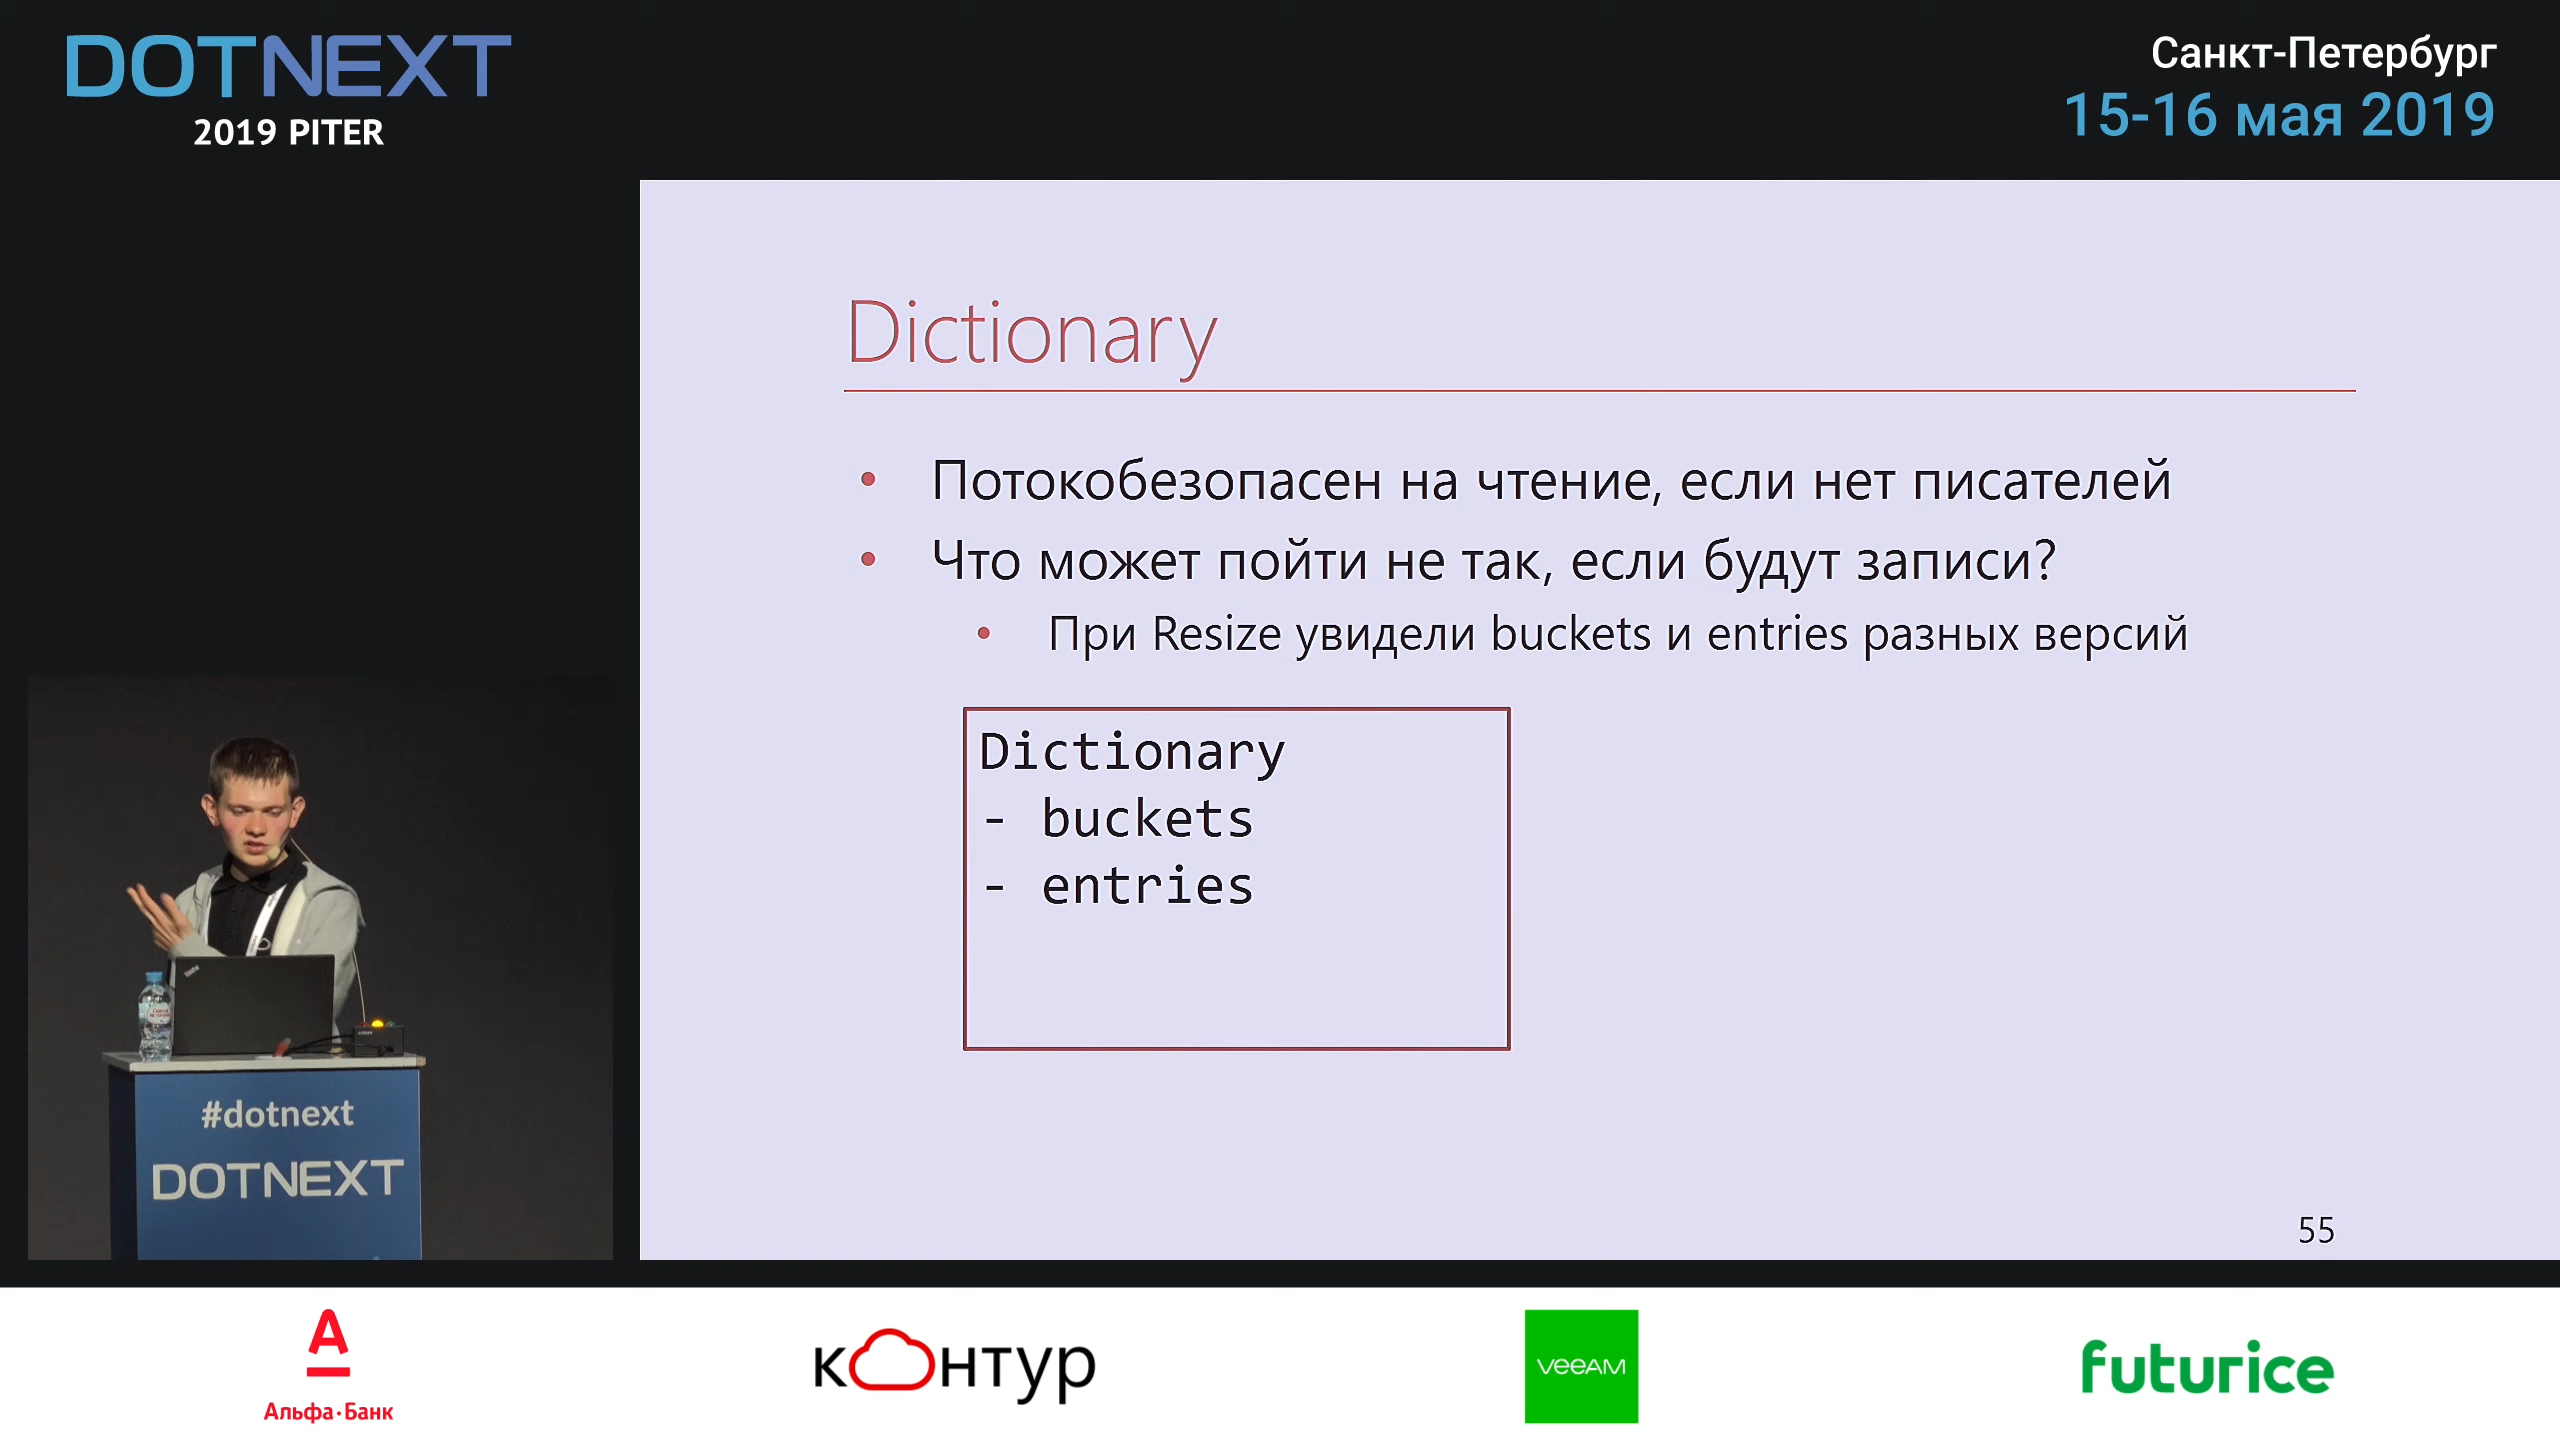 DOTNEXT
2019 PITER
Санкт-Петербург
15-16 мая 2019
Dictionary
• Потокобезопасен на чтение, если нет писателей
• Что может пойти не так, если будут записи?
• При Resize увидели buckets и entries разных версий
Dictionary
- buckets
- entries
55
#dotnext
DOTNEXT
Альфа·Банк
контур
veeam
futurice